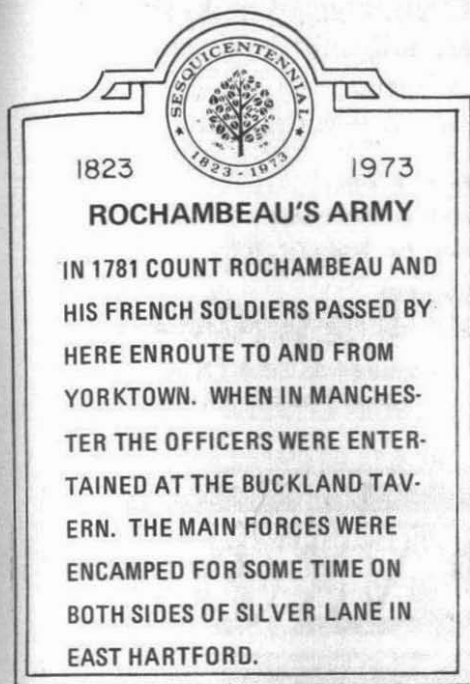 ★ SESQUICENTENNIAL ★
1823 - 1973
1823 1973
ROCHAMBEAU'S ARMY
IN 1781 COUNT ROCHAMBEAU AND
HIS FRENCH SOLDIERS PASSED BY
HERE ENROUTE TO AND FROM
YORKTOWN. WHEN IN MANCHES-
TER THE OFFICERS WERE ENTER-
TAINED AT THE BUCKLAND TAV-
ERN. THE MAIN FORCES WERE
ENCAMPED FOR SOME TIME ON
BOTH SIDES OF SILVER LANE IN
EAST HARTFORD.